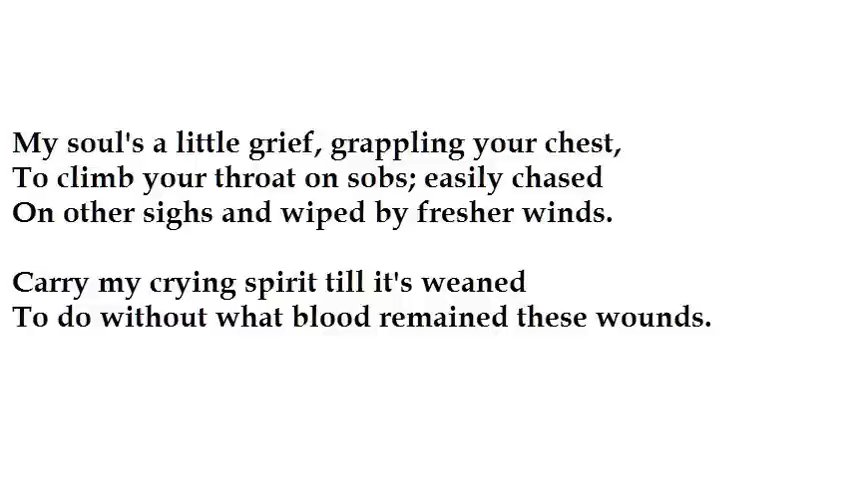 My soul's a little grief, grappling your chest,
To climb your throat on sobs; easily chased
On other sighs and wiped by fresher winds.
Carry my crying spirit till it's weaned
To do without what blood remained these wounds.